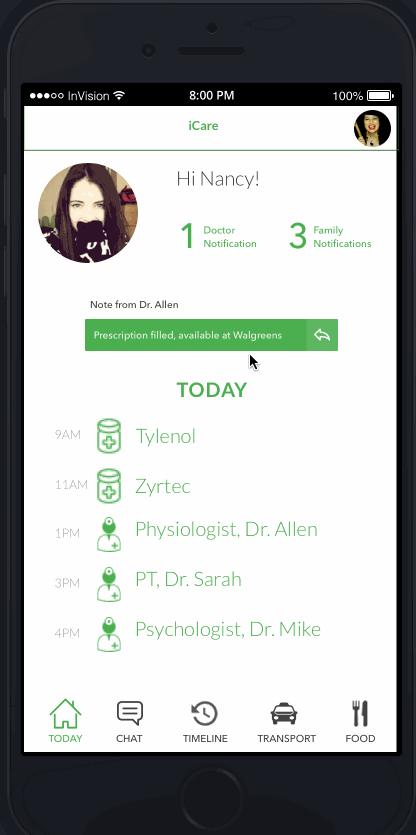 InVision 8:00 PM 100%
iCare
Hi Nancy!
1 Doctor Notification
3 Family Notifications
Note from Dr. Allen
Prescription filled, available at Walgreens
TODAY
9AM Tylenol
11AM Zyrtec
1PM Physiologist, Dr. Allen
3PM PT, Dr. Sarah
4PM Psychologist, Dr. Mike
TODAY CHAT TIMELINE TRANSPORT FOOD